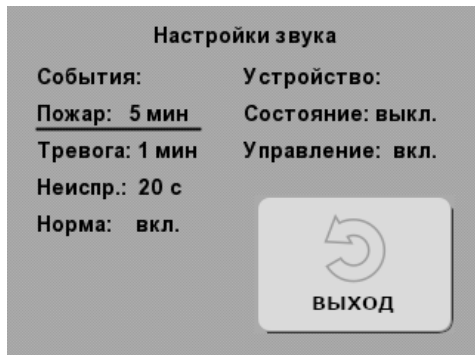 Настройки звука
События:
Пожар: 5 мин
Тревога: 1 мин
Неиспр.: 20 с
Норма: вкл.
Устройство:
Состояние: выкл.
Управление: вкл.
ВЫХОД